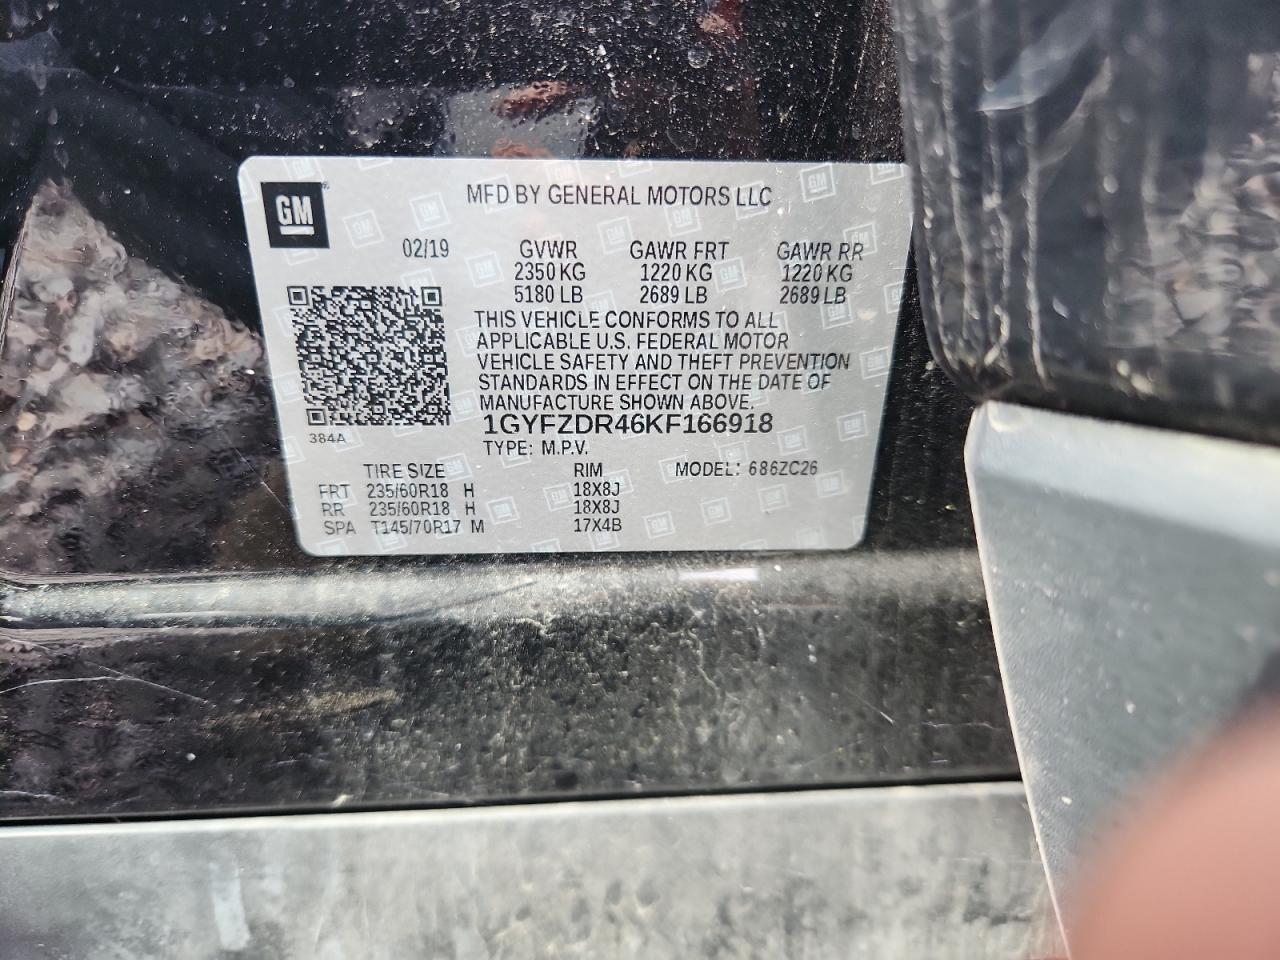 GM
MFD BY GENERAL MOTORS LLC
02/19 GVWR GAWR FRT GAWR RR
2350 KG 1220 KG 1220 KG
5180 LB 2689 LB 2689 LB
THIS VEHICLE CONFORMS TO ALL
APPLICABLE U.S. FEDERAL MOTOR
VEHICLE SAFETY AND THEFT PREVENTION
STANDARDS IN EFFECT ON THE DATE OF
MANUFACTURE SHOWN ABOVE.
384A
1GYFZDR46KF166918
TYPE: M.P.V.
TIRE SIZE RIM MODEL: 686ZC26
FRT 235/60R18 H 18X8J
RR 235/60R18 H 18X8J
SPA T145/70R17 M 17X4B